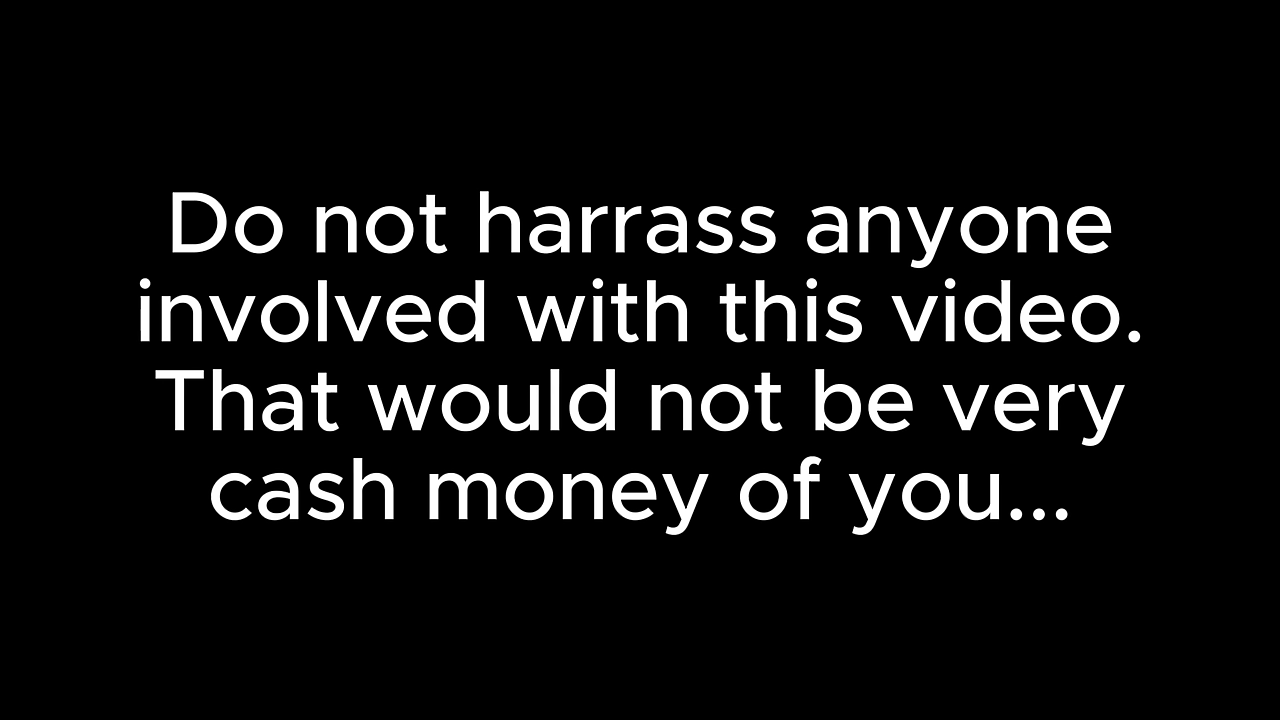 Do not harrass anyone
involved with this video.
That would not be very
cash money of you...